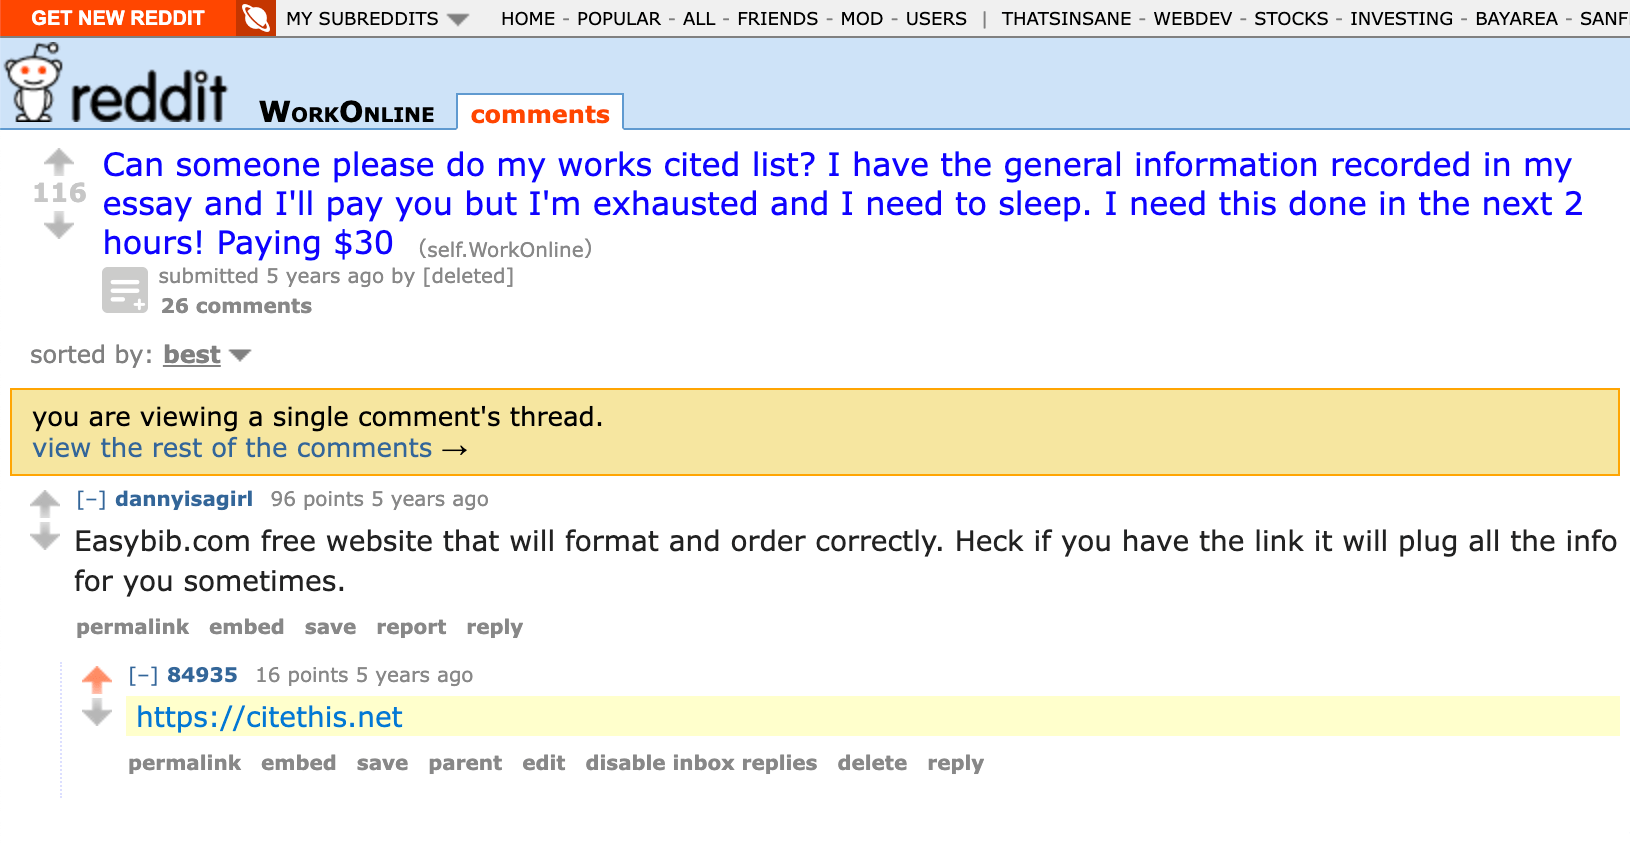 GET NEW REDDIT MY SUBREDDITS HOME - POPULAR - ALL - FRIENDS - MOD - USERS | THATSINSANE - WEBDEV - STOCKS - INVESTING - BAYAREA - SANF
reddit WORKONLINE comments
Can someone please do my works cited list? I have the general information recorded in my
116
essay and I'll pay you but I'm exhausted and I need to sleep. I need this done in the next 2
hours! Paying $30 (self.WorkOnline)
submitted 5 years ago by [deleted]
26 comments
sorted by: best
you are viewing a single comment's thread.
view the rest of the comments →
[–] dannyisagirl 96 points 5 years ago
Easybib.com free website that will format and order correctly. Heck if you have the link it will plug all the info
for you sometimes.
permalink embed save report reply
[–] 84935 16 points 5 years ago
https://citethis.net
permalink embed save parent edit disable inbox replies delete reply